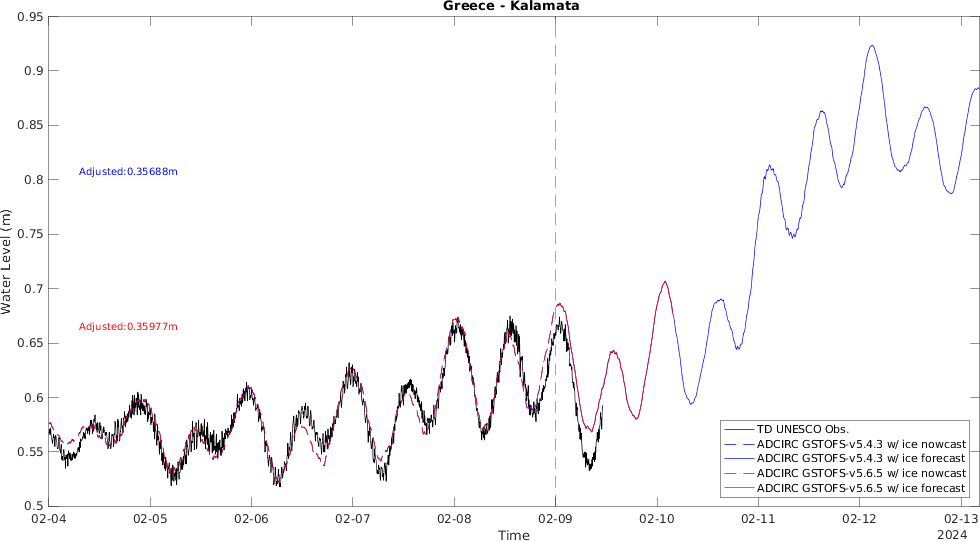 Greece - Kalamata
0.95
0.9
0.85
0.8
0.75
0.7
0.65
0.6
0.55
0.5
Water Level (m)
Adjusted:0.35688m
Adjusted:0.35977m
TD UNESCO Obs.
ADCIRC GSTOFS-v5.4.3 w/ ice nowcast
ADCIRC GSTOFS-v5.4.3 w/ ice forecast
ADCIRC GSTOFS-v5.6.5 w/ ice nowcast
ADCIRC GSTOFS-v5.6.5 w/ ice forecast
02-04 02-05 02-06 02-07 02-08 02-09 02-10 02-11 02-12 02-13
Time
2024